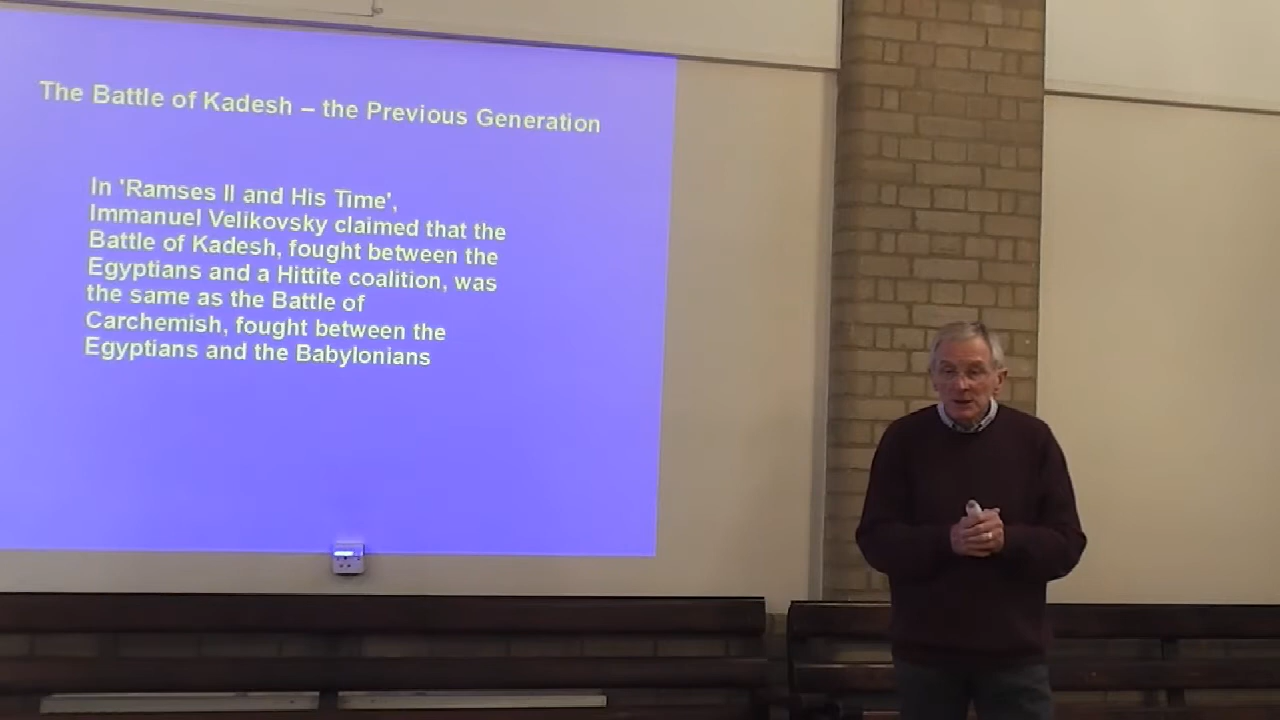 The Battle of Kadesh – the Previous Generation
In 'Ramses II and His Time',
Immanuel Velikovsky claimed that the
Battle of Kadesh, fought between the
Egyptians and a Hittite coalition, was
the same as the Battle of
Carchemish, fought between the
Egyptians and the Babylonians